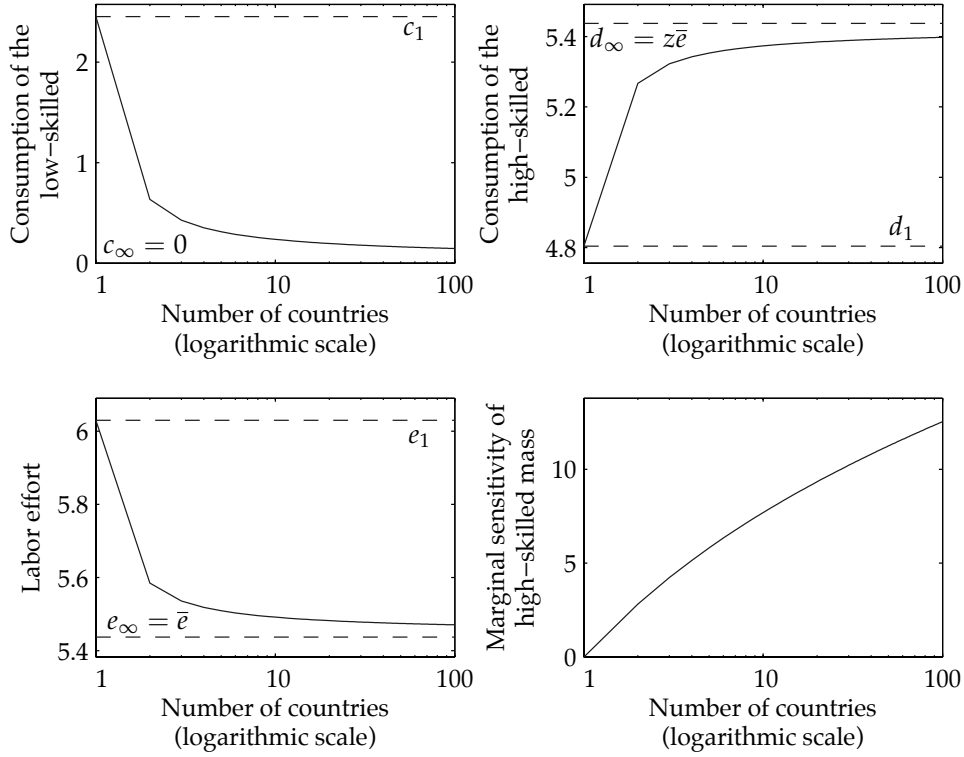 Consumption of the
low−skilled
2
1
0
c₁
c∞ = 0
1
10
100
Number of countries
(logarithmic scale)
Consumption of the
high−skilled
5.4
5.2
5
4.8
d∞ = zē
d₁
1
10
100
Number of countries
(logarithmic scale)
Labor effort
6
5.8
5.6
5.4
e₁
e∞ = ē
1
10
100
Number of countries
(logarithmic scale)
Marginal sensitivity of
high−skilled mass
10
5
0
1
10
100
Number of countries
(logarithmic scale)